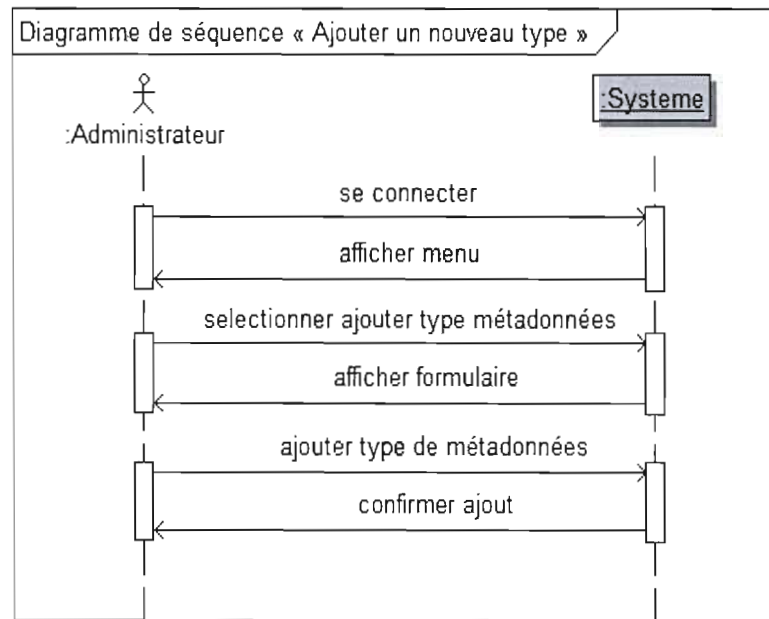 Diagramme de séquence « Ajouter un nouveau type »
:Administrateur
:Systeme
se connecter
afficher menu
selectionner ajouter type métadonnées
afficher formulaire
ajouter type de métadonnées
confirmer ajout